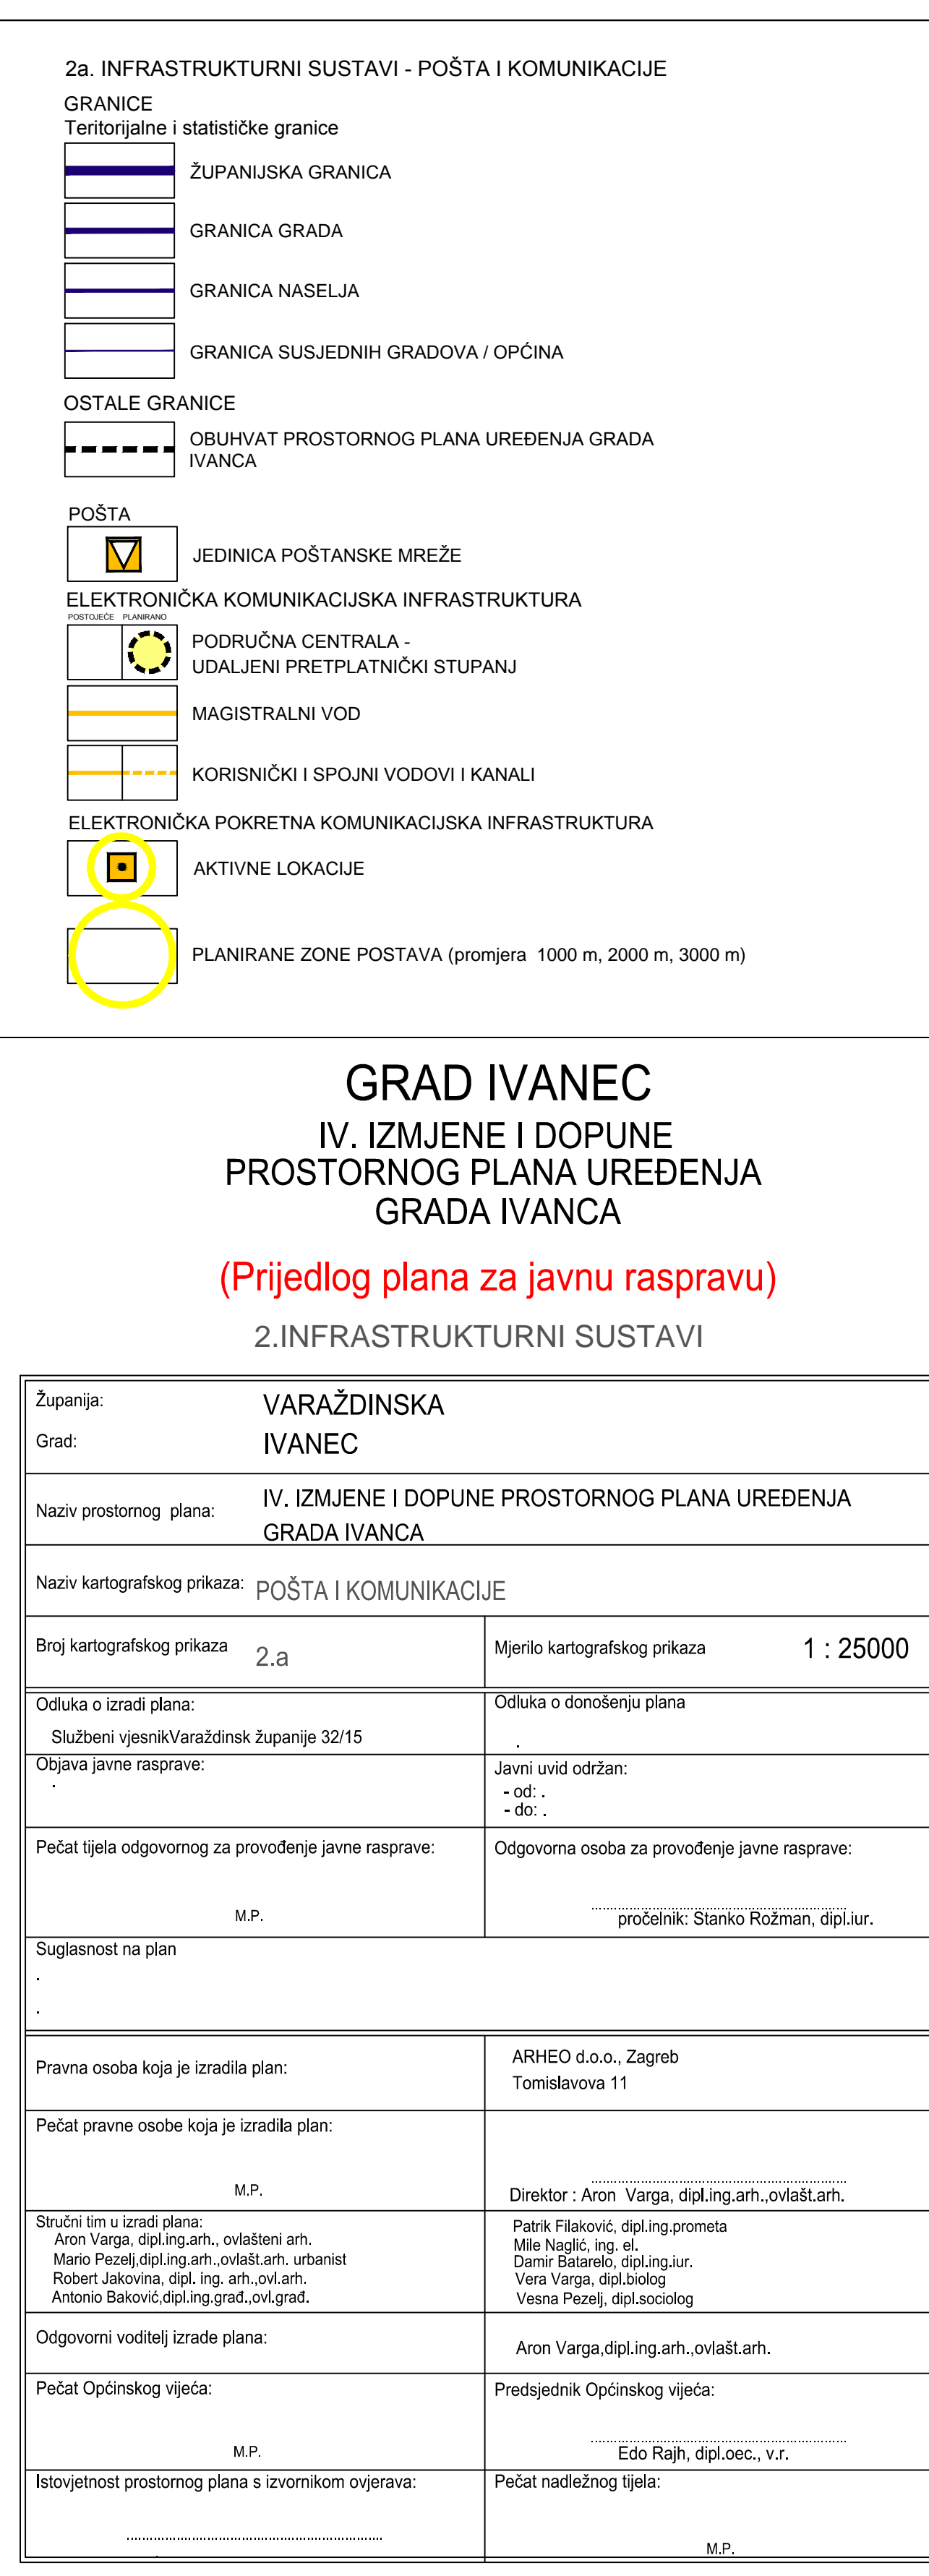 2a. INFRASTRUKTURNI SUSTAVI - POŠTA I KOMUNIKACIJE
GRANICE
Teritorijalne i statističke granice
ŽUPANIJSKA GRANICA
GRANICA GRADA
GRANICA NASELJA
GRANICA SUSJEDNIH GRADOVA / OPĆINA
OSTALE GRANICE
OBUHVAT PROSTORNOG PLANA UREĐENJA GRADA
IVANCA
POŠTA
JEDINICA POŠTANSKE MREŽE
ELEKTRONIČKA KOMUNIKACIJSKA INFRASTRUKTURA
POSTOJEĆE PLANIRANO
PODRUČNA CENTRALA -
UDALJENI PRETPLATNIČKI STUPANJ
MAGISTRALNI VOD
KORISNIČKI I SPOJNI VODOVI I KANALI
ELEKTRONIČKA POKRETNA KOMUNIKACIJSKA INFRASTRUKTURA
AKTIVNE LOKACIJE
PLANIRANE ZONE POSTAVA (promjera 1000 m, 2000 m, 3000 m)
GRAD IVANEC
IV. IZMJENE I DOPUNE
PROSTORNOG PLANA UREĐENJA
GRADA IVANCA
(Prijedlog plana za javnu raspravu)
2.INFRASTRUKTURNI SUSTAVI
Županija: VARAŽDINSKA
Grad: IVANEC
Naziv prostornog plana: IV. IZMJENE I DOPUNE PROSTORNOG PLANA UREĐENJA
GRADA IVANCA
Naziv kartografskog prikaza: POŠTA I KOMUNIKACIJE
Broj kartografskog prikaza 2.a
Mjerilo kartografskog prikaza 1 : 25000
Odluka o izradi plana:
Službeni vjesnikVaraždinsk županije 32/15
Odluka o donošenju plana
.
Objava javne rasprave:
.
Javni uvid održan:
- od: .
- do: .
Pečat tijela odgovornog za provođenje javne rasprave:
M.P.
Odgovorna osoba za provođenje javne rasprave:
pročelnik: Stanko Rožman, dipl.iur.
Suglasnost na plan
.
.
Pravna osoba koja je izradila plan:
ARHEO d.o.o., Zagreb
Tomislavova 11
Pečat pravne osobe koja je izradila plan:
M.P.
Direktor : Aron Varga, dipl.ing.arh.,ovlašt.arh.
Stručni tim u izradi plana:
Aron Varga, dipl.ing.arh., ovlašteni arh.
Mario Pezelj,dipl.ing.arh.,ovlašt.arh. urbanist
Robert Jakovina, dipl. ing. arh.,ovl.arh.
Antonio Baković,dipl.ing.građ.,ovl.građ.
Patrik Filaković, dipl.ing.prometa
Mile Naglić, ing. el.
Damir Batarelo, dipl.ing.iur.
Vera Varga, dipl.biolog
Vesna Pezelj, dipl.sociolog
Odgovorni voditelj izrade plana:
Aron Varga,dipl.ing.arh.,ovlašt.arh.
Pečat Općinskog vijeća:
M.P.
Predsjednik Općinskog vijeća:
Edo Rajh, dipl.oec., v.r.
Istovjetnost prostornog plana s izvornikom ovjerava:
.
Pečat nadležnog tijela:
M.P.